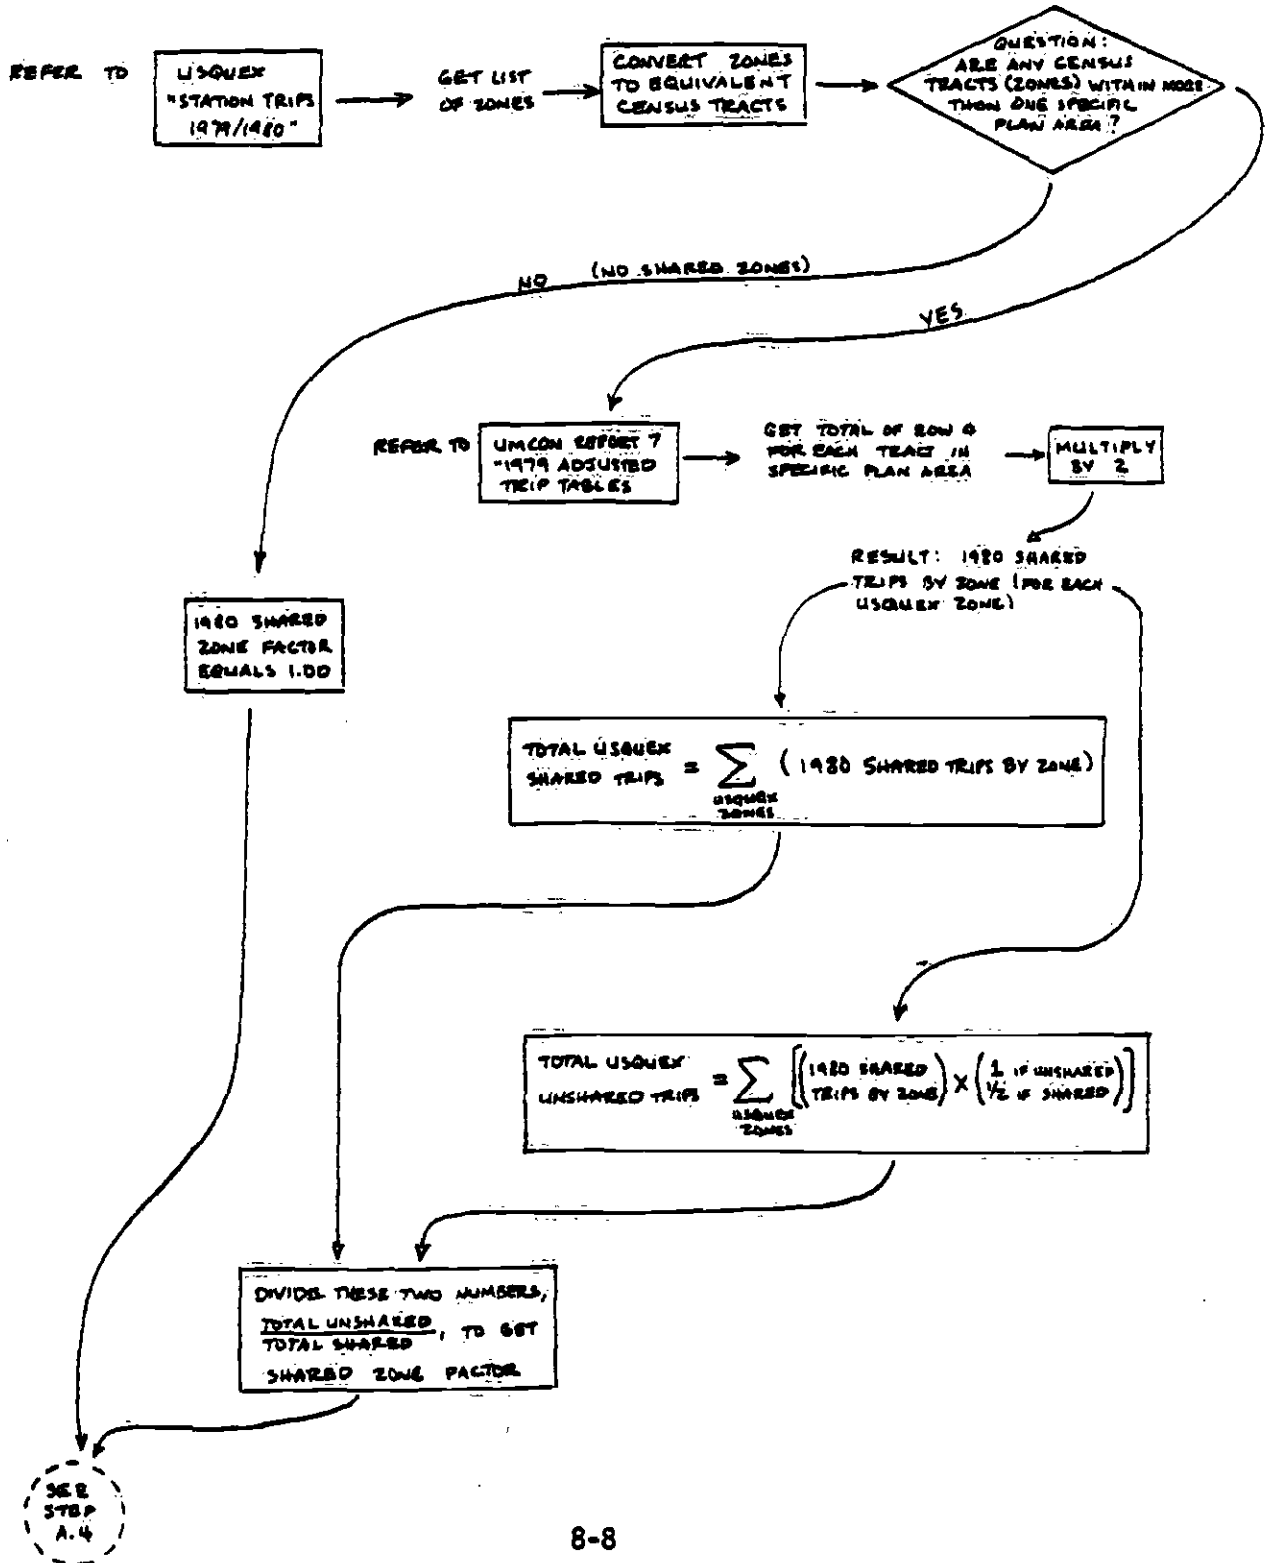 REFER TO
USQUEX
"STATION TRIPS
1979/1980"
GET LIST
OF ZONES
CONVERT ZONES
TO EQUIVALENT
CENSUS TRACTS
QUESTION:
ARE ANY CENSUS
TRACTS (ZONES) WITHIN MORE
THAN ONE SPECIFIC
PLAN AREA?
NO (NO SHARED ZONES)
YES
REFER TO
UMCON REPORT 7
"1979 ADJUSTED
TRIP TABLES
GET TOTAL OF ROW 4
FOR EACH TRACT IN
SPECIFIC PLAN AREA
MULTIPLY
BY 2
RESULT: 1980 SHARED
TRIPS BY ZONE (FOR EACH
USQUEX ZONE)
1980 SHARED
ZONE FACTOR
EQUALS 1.00
TOTAL USQUEX
SHARED TRIPS = ∑ (1980 SHARED TRIPS BY ZONE)
USQUEX
ZONES
TOTAL USQUEX
UNSHARED TRIPS = ∑ [(1980 SHARED
TRIPS BY ZONE) × (1 IF UNSHARED
1/2 IF SHARED)]
USQUEX
ZONES
DIVIDE THESE TWO NUMBERS,
TOTAL UNSHARED
TOTAL SHARED, TO GET
SHARED ZONE FACTOR
SEE
STEP
A.4
8-8